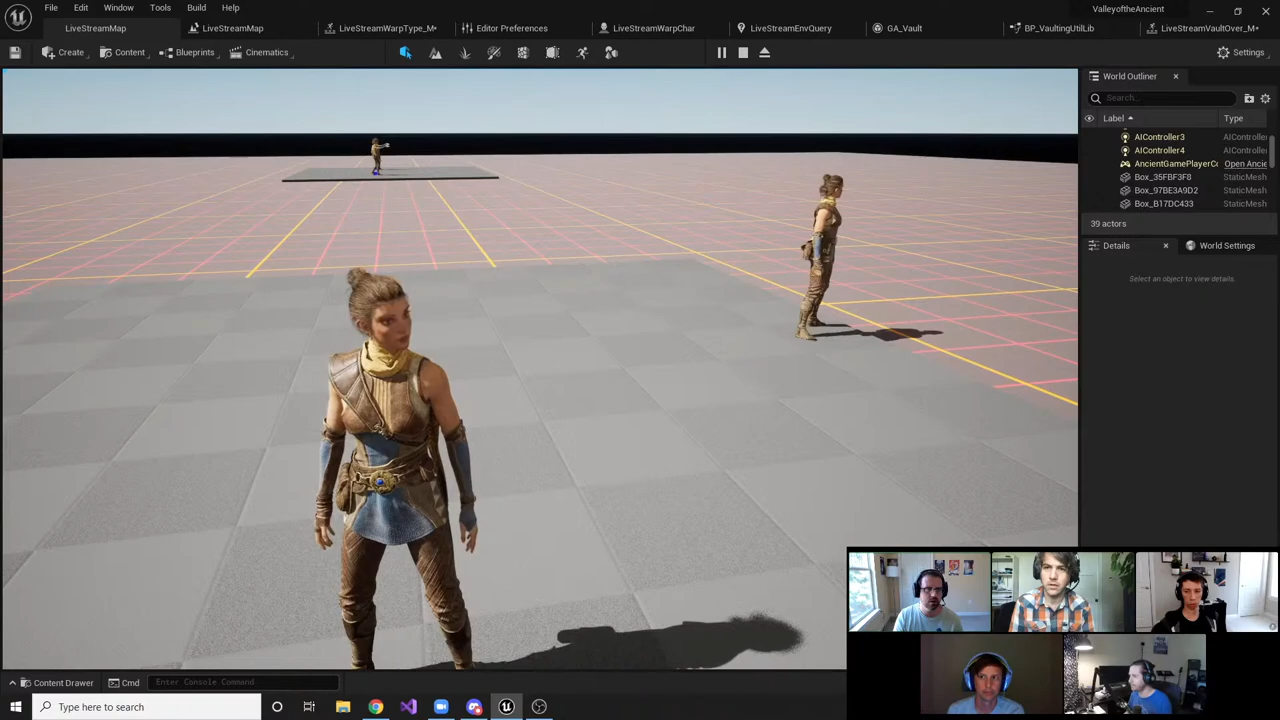 File Edit Window Tools Build Help
ValleyoftheAncient
LiveStreamMap
LiveStreamMap
LiveStreamWarpType_M•
Editor Preferences
LiveStreamWarpChar
LiveStreamEnvQuery
GA_Vault
BP_VaultingUtilLib
LiveStreamVaultOver_M•
Create
Content
Blueprints
Cinematics
Settings
World Outliner
Search...
Label
Type
AIController3 AIControlle
AIController4 AIControlle
AncientGamePlayerCo Open Ancie
Box_35FBF3F8 StaticMesh
Box_97BE3A9D2 StaticMesh
Box_B17DC433 StaticMesh
39 actors
Details
World Settings
Select an object to view details.
Content Drawer
Cmd
Enter Console Command
Type here to search